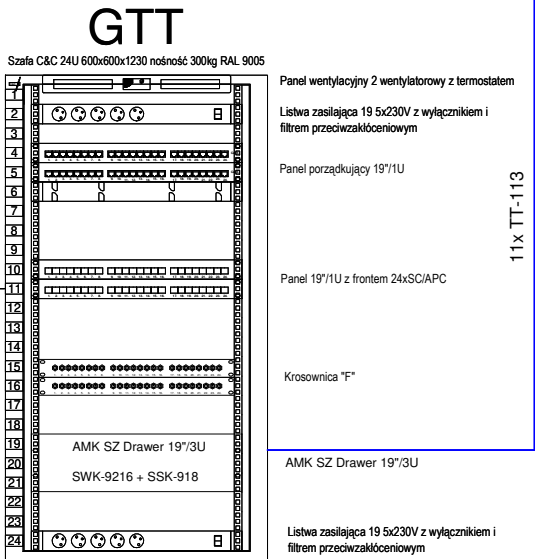 GTT
Szafa C&C 24U 600x600x1230 nośność 300kg RAL 9005
Panel wentylacyjny 2 wentylatorowy z termostatem
Listwa zasilająca 19 5x230V z wyłącznikiem i
filtrem przeciwzakłóceniowym
Panel porządkujący 19"/1U
11x TT-113
Panel 19"/1U z frontem 24xSC/APC
Krosownica "F"
AMK SZ Drawer 19"/3U
SWK-9216 + SSK-918
AMK SZ Drawer 19"/3U
Listwa zasilająca 19 5x230V z wyłącznikiem i
filtrem przeciwzakłóceniowym
1
2
3
4
5
6
7
8
9
10
11
12
13
14
15
16
17
18
19
20
21
22
23
24